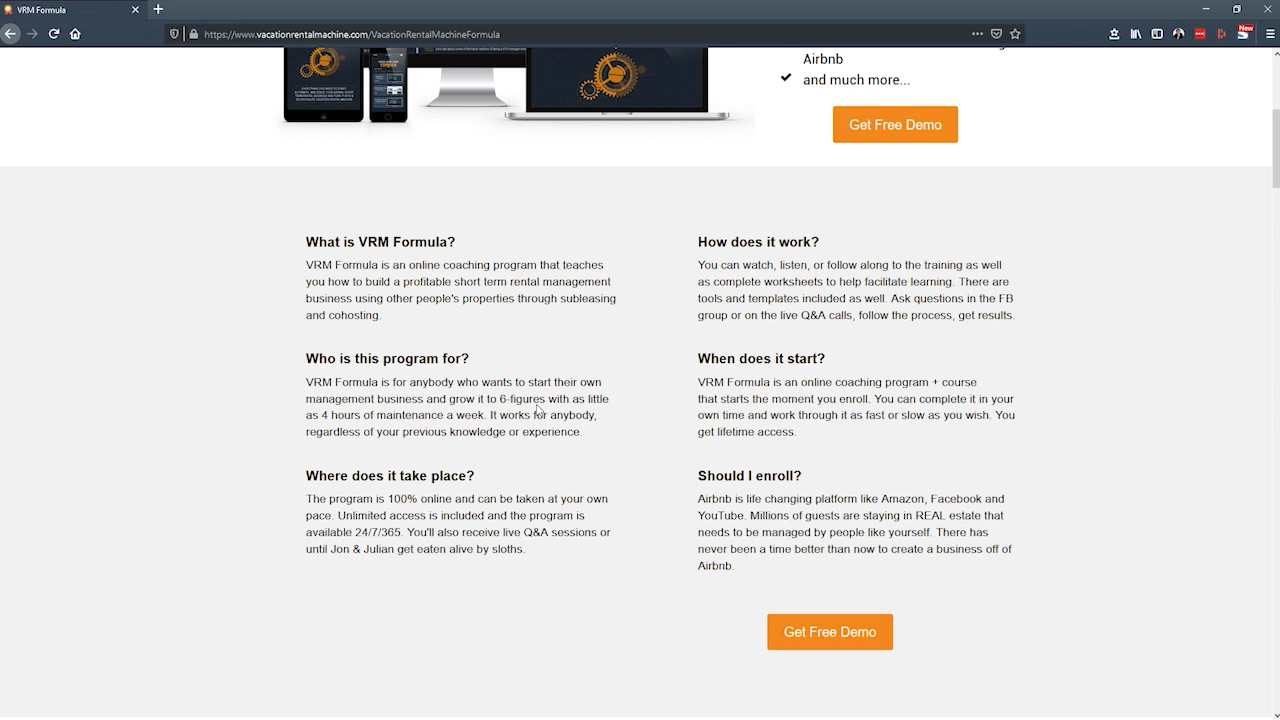 VRM Formula
https://www.vacationrentalmachine.com/VacationRentalMachineFormula
New
Airbnb
and much more...
Get Free Demo
What is VRM Formula?
VRM Formula is an online coaching program that teaches
you how to build a profitable short term rental management
business using other people's properties through subleasing
and cohosting.
Who is this program for?
VRM Formula is for anybody who wants to start their own
management business and grow it to 6-figures with as little
as 4 hours of maintenance a week. It works for anybody,
regardless of your previous knowledge or experience.
Where does it take place?
The program is 100% online and can be taken at your own
pace. Unlimited access is included and the program is
available 24/7/365. You'll also receive live Q&A sessions or
until Jon & Julian get eaten alive by sloths.
How does it work?
You can watch, listen, or follow along to the training as well
as complete worksheets to help facilitate learning. There are
tools and templates included as well. Ask questions in the FB
group or on the live Q&A calls, follow the process, get results.
When does it start?
VRM Formula is an online coaching program + course
that starts the moment you enroll. You can complete it in your
own time and work through it as fast or slow as you wish. You
get lifetime access.
Should I enroll?
Airbnb is life changing platform like Amazon, Facebook and
YouTube. Millions of guests are staying in REAL estate that
needs to be managed by people like yourself. There has
never been a time better than now to create a business off of
Airbnb.
Get Free Demo